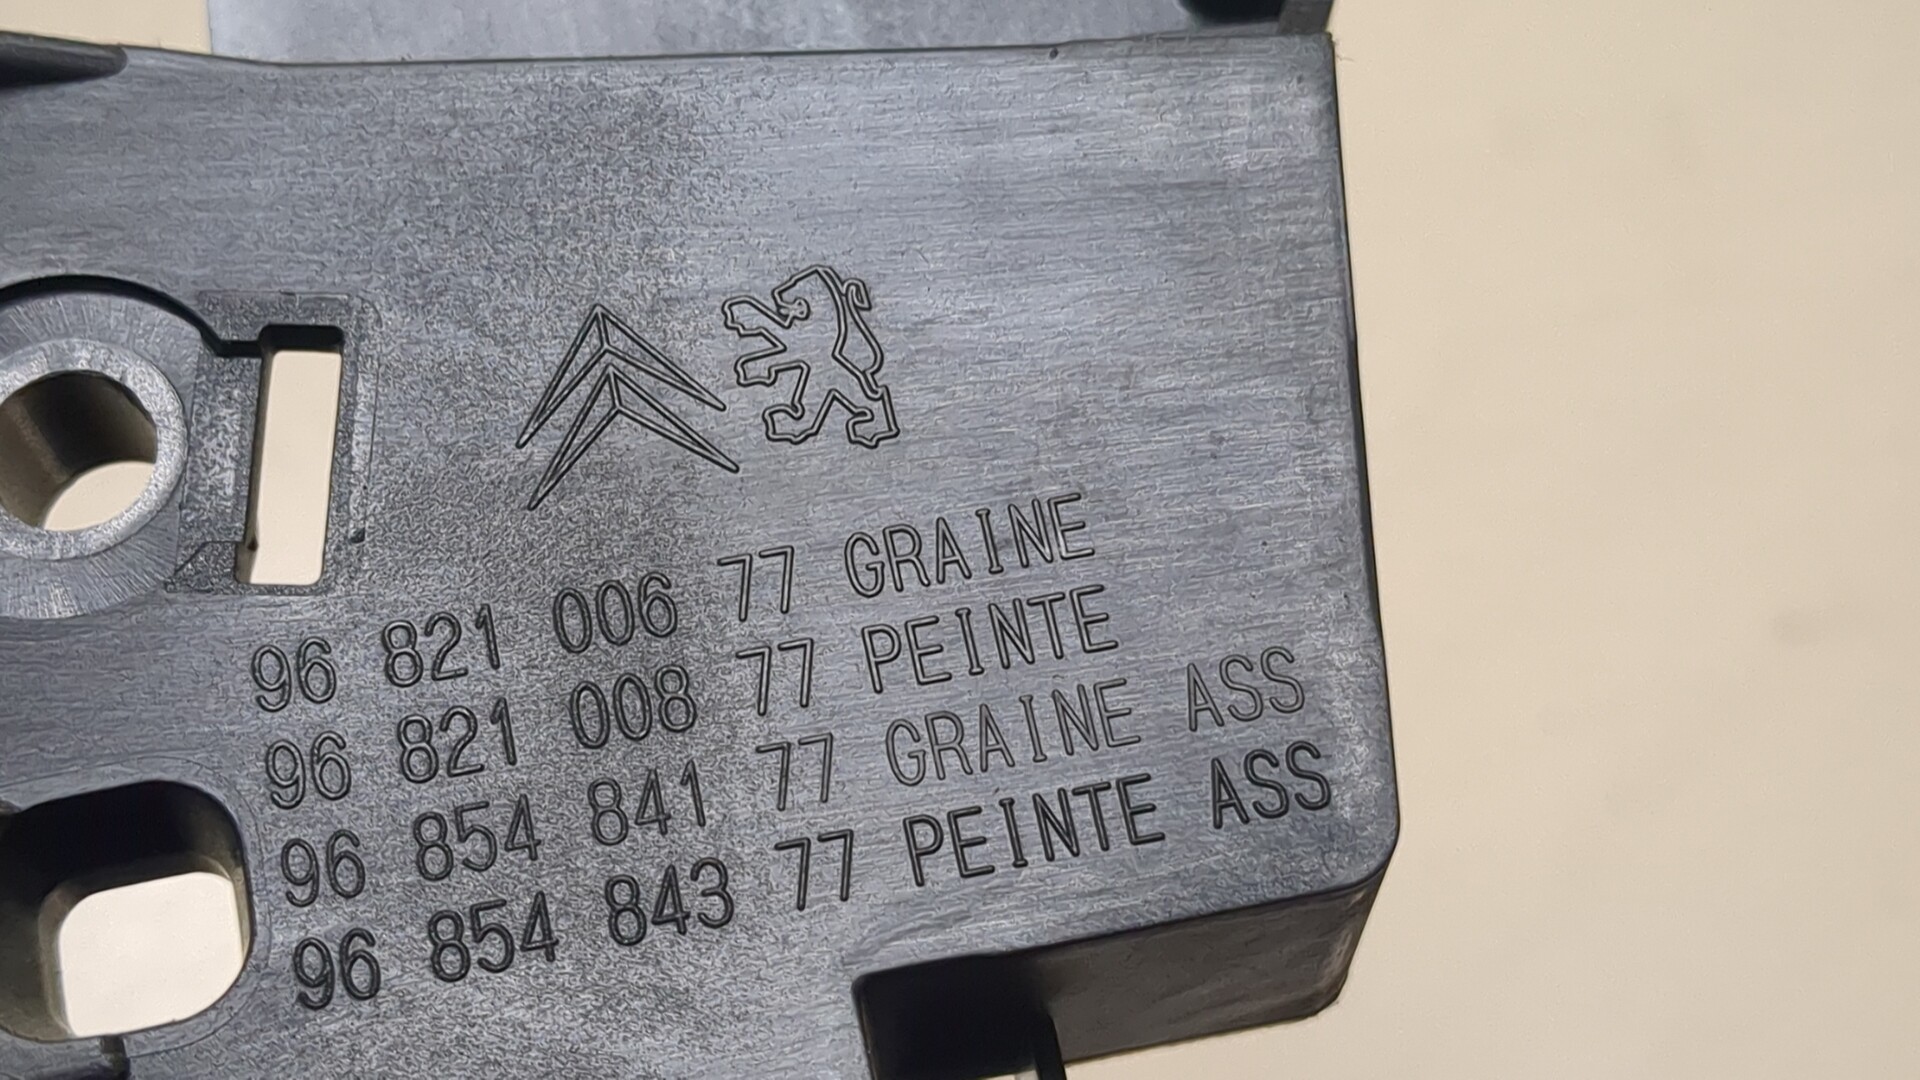 96 821 006 77 GRAINE
96 821 008 77 PEINTE
96 854 841 77 GRAINE ASS
96 854 843 77 PEINTE ASS